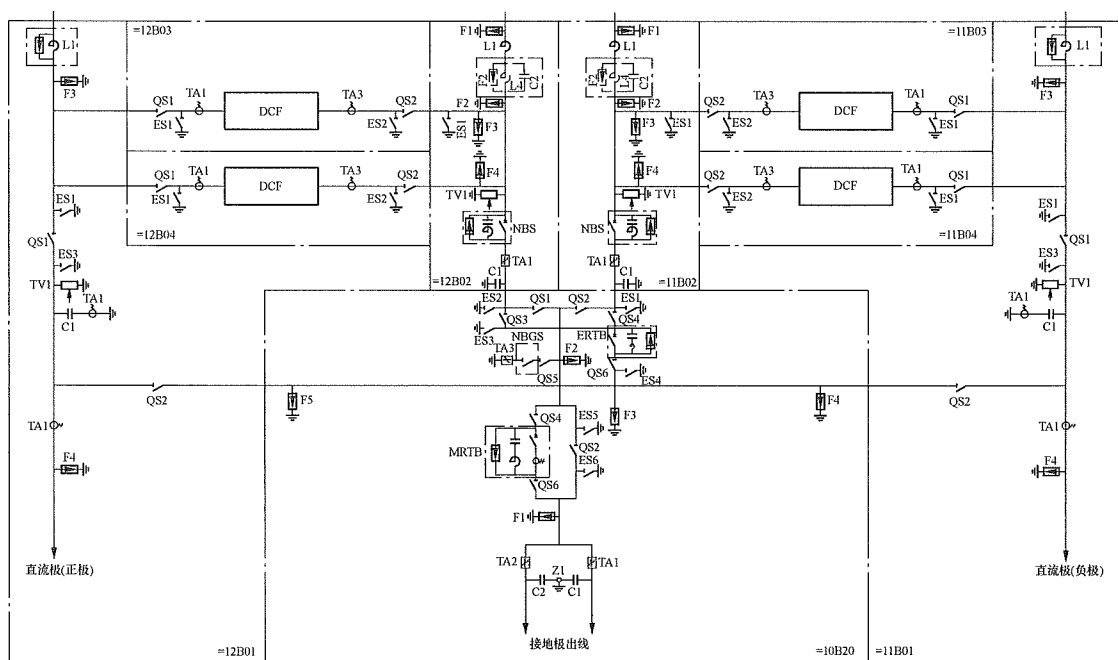 =12B03
F1
F1
=11B03
L1
L1
L1
L1
F2
L4
C2
F2
L4
C2
F3
F2
F2
F3
QS1
TA1
DCF
TA3
QS2
QS2
TA3
DCF
TA1
QS1
ES1
ES2
ES1
F3
F3
ES1
ES2
ES1
QS1
TA1
DCF
TA3
QS2
F4
F4
QS2
TA3
DCF
TA1
QS1
ES1
ES2
TV1
TV1
ES2
ES1
ES1
ES1
QS1
=12B04
NBS
NBS
=11B04
QS1
ES3
TA1
TA1
ES3
TV1
TA1
=12B02
C1
C1
=11B02
TA1
TV1
C1
ES2
QS1
QS2
ES1
C1
QS3
QS4
ES3
NBGS
ERTB
TA3
F2
QS5
QS6
ES4
QS2
F5
F4
QS2
TA1
QS4
ES5
F3
TA1
MRTB
QS2
F4
ES6
F4
QS6
F1
TA2
Z1
TA1
C2
C1
直流极(正极)
直流极(负极)
接地极出线
=12B01
=10B20
=11B01